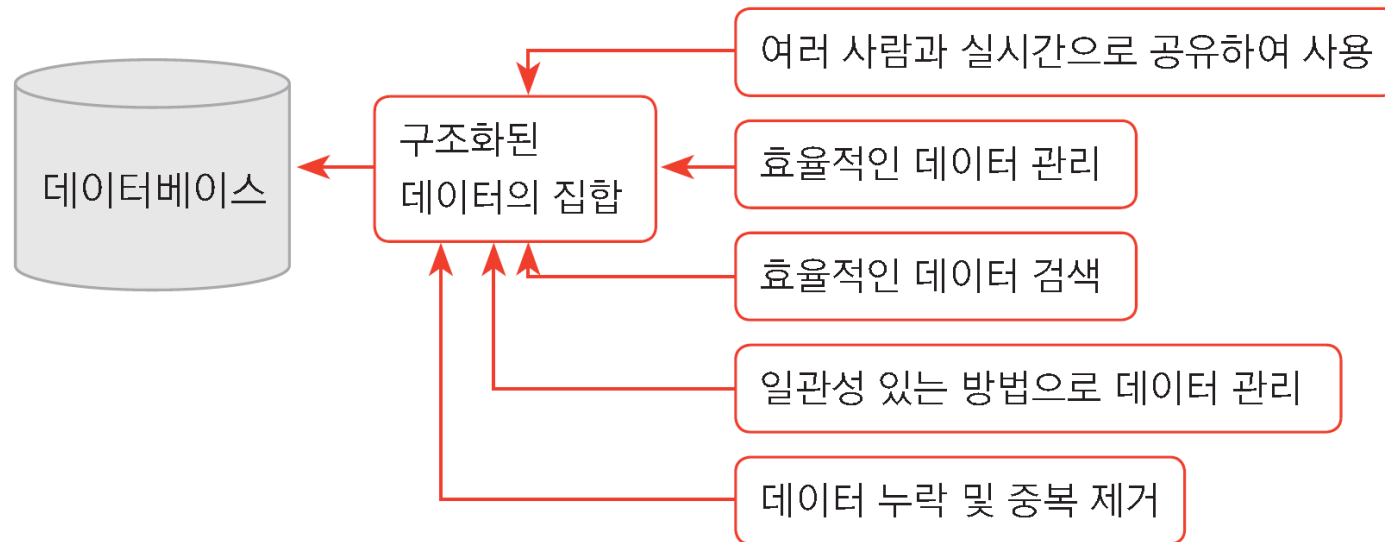 데이터베이스
구조화된
데이터의 집합
여러 사람과 실시간으로 공유하여 사용
효율적인 데이터 관리
효율적인 데이터 검색
일관성 있는 방법으로 데이터 관리
데이터 누락 및 중복 제거